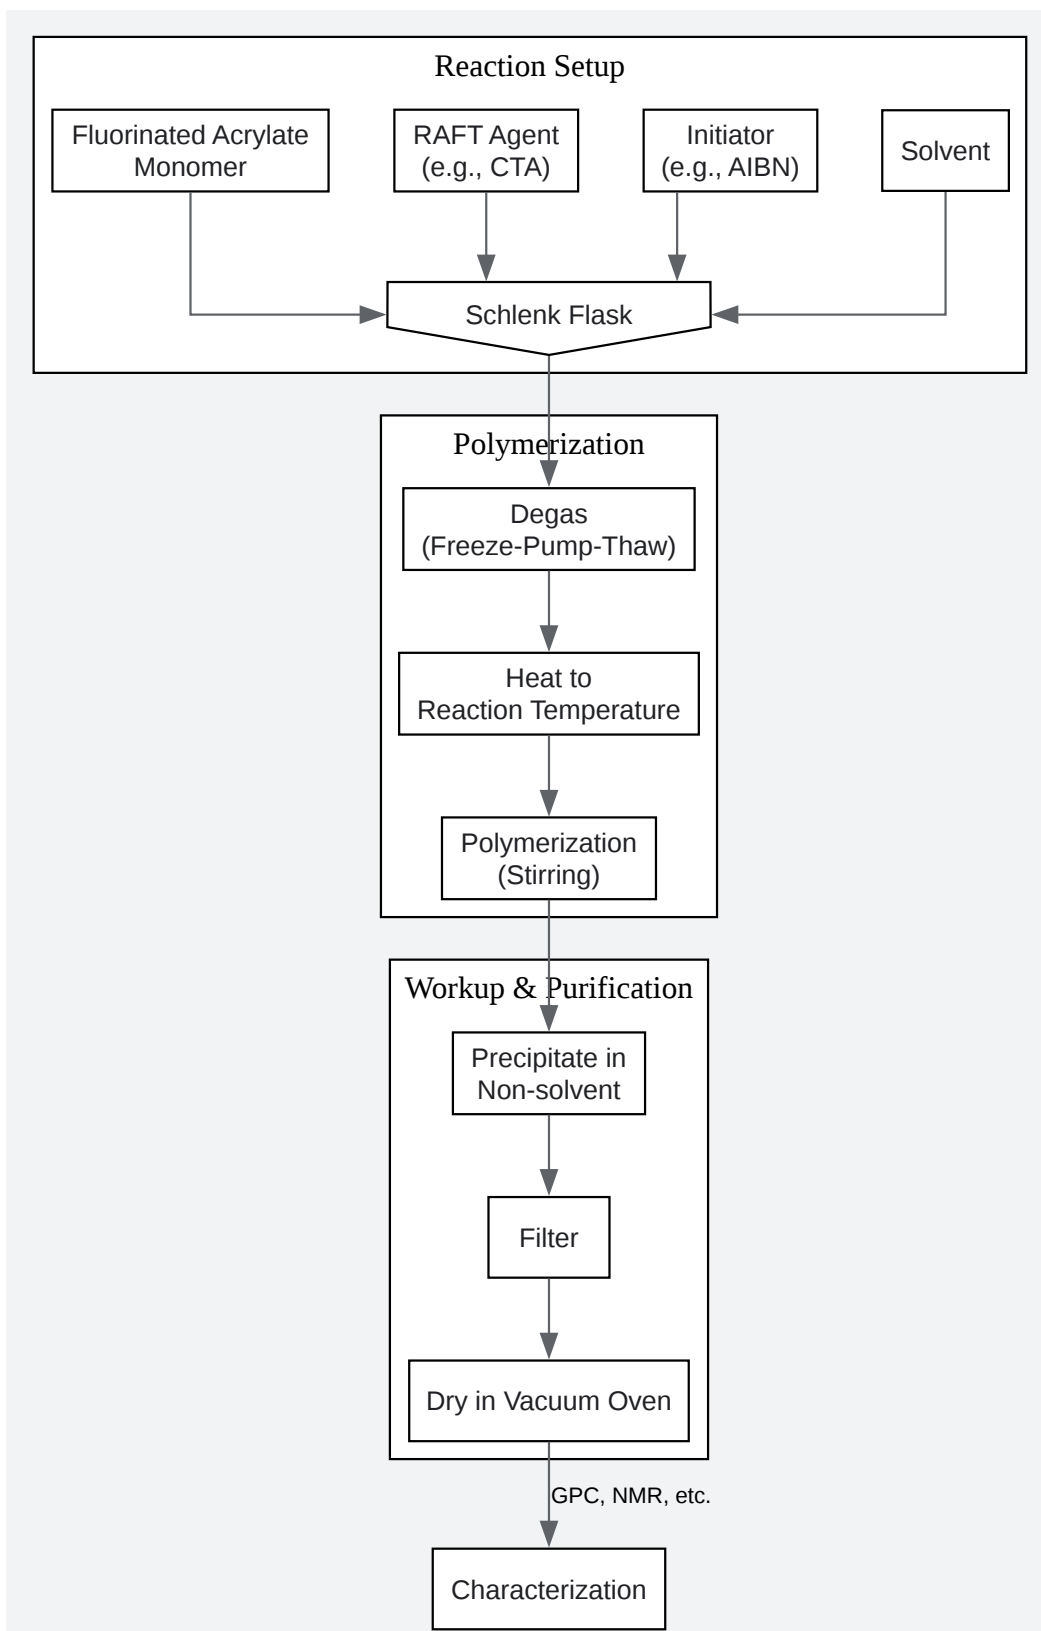 Reaction Setup
Fluorinated Acrylate
Monomer
RAFT Agent
(e.g., CTA)
Initiator
(e.g., AIBN)
Solvent
Schlenk Flask
Polymerization
Degas
(Freeze-Pump-Thaw)
Heat to
Reaction Temperature
Polymerization
(Stirring)
Workup & Purification
Precipitate in
Non-solvent
Filter
Dry in Vacuum Oven
GPC, NMR, etc.
Characterization